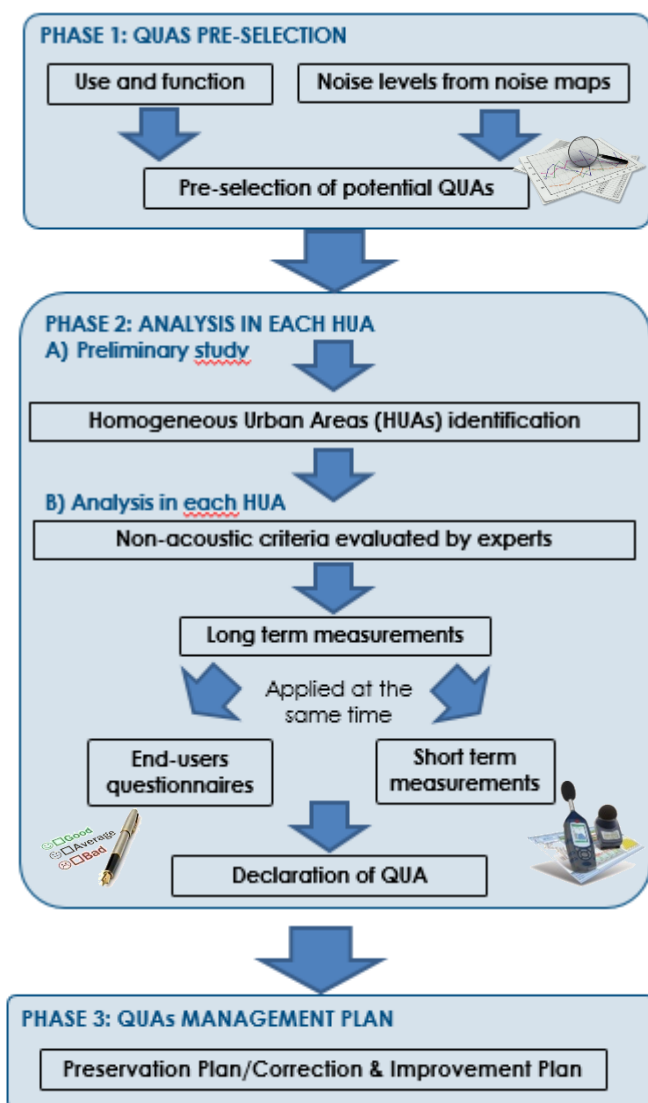 PHASE 1: QUAS PRE-SELECTION
Use and function
Noise levels from noise maps
Pre-selection of potential QUAs
PHASE 2: ANALYSIS IN EACH HUA
A) Preliminary study
Homogeneous Urban Areas (HUAs) identification
B) Analysis in each HUA
Non-acoustic criteria evaluated by experts
Long term measurements
Applied at the
same time
End-users
questionnaires
Short term
measurements
Good
Average
Bad
Declaration of QUA
PHASE 3: QUAs MANAGEMENT PLAN
Preservation Plan/Correction & Improvement Plan